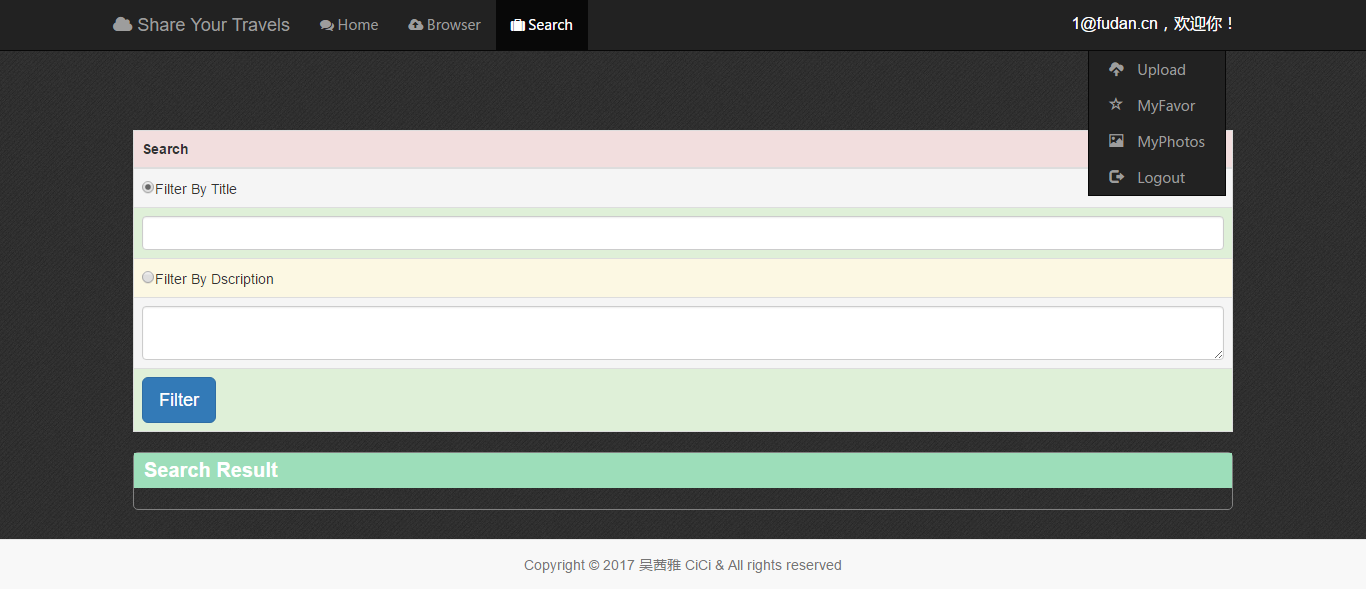 Share Your Travels Home Browser Search 1@fudan.cn，欢迎你！
Upload
MyFavor
MyPhotos
Logout
Search
Filter By Title
Filter By Dscription
Filter
Search Result
Copyright © 2017 吴茜雅 CiCi & All rights reserved